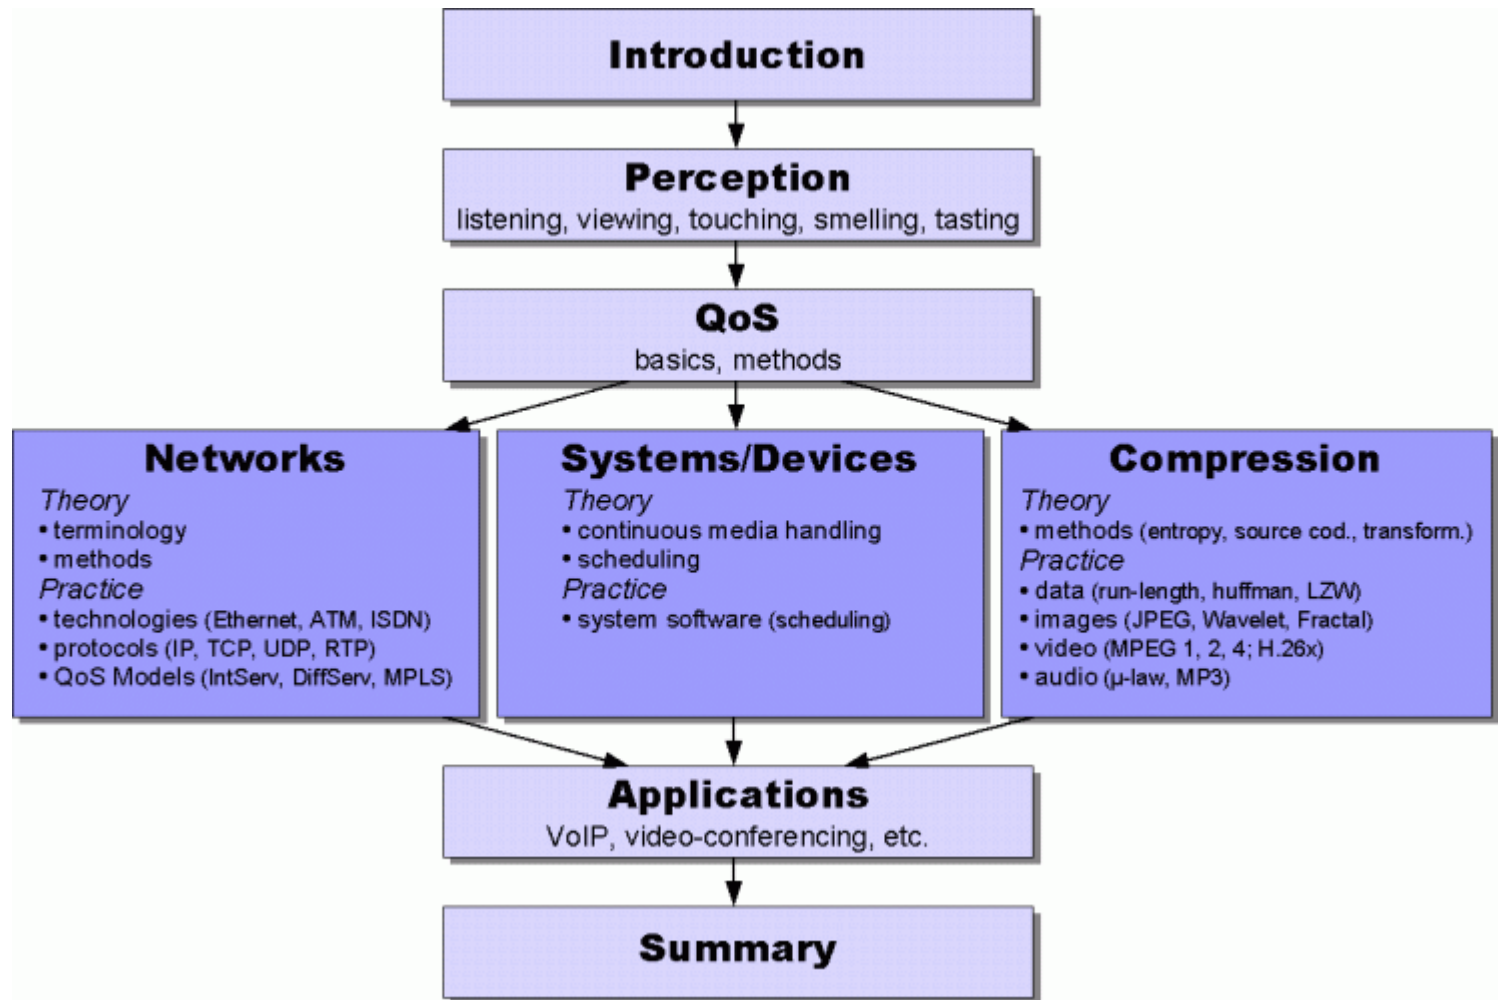 Introduction
Perception
listening, viewing, touching, smelling, tasting
QoS
basics, methods
Networks
Theory
• terminology
• methods
Practice
• technologies (Ethernet, ATM, ISDN)
• protocols (IP, TCP, UDP, RTP)
• QoS Models (IntServ, DiffServ, MPLS)
Systems/Devices
Theory
• continuous media handling
• scheduling
Practice
• system software (scheduling)
Compression
Theory
• methods (entropy, source cod., transform.)
Practice
• data (run-length, huffman, LZW)
• images (JPEG, Wavelet, Fractal)
• video (MPEG 1, 2, 4; H.26x)
• audio (µ-law, MP3)
Applications
VoIP, video-conferencing, etc.
Summary